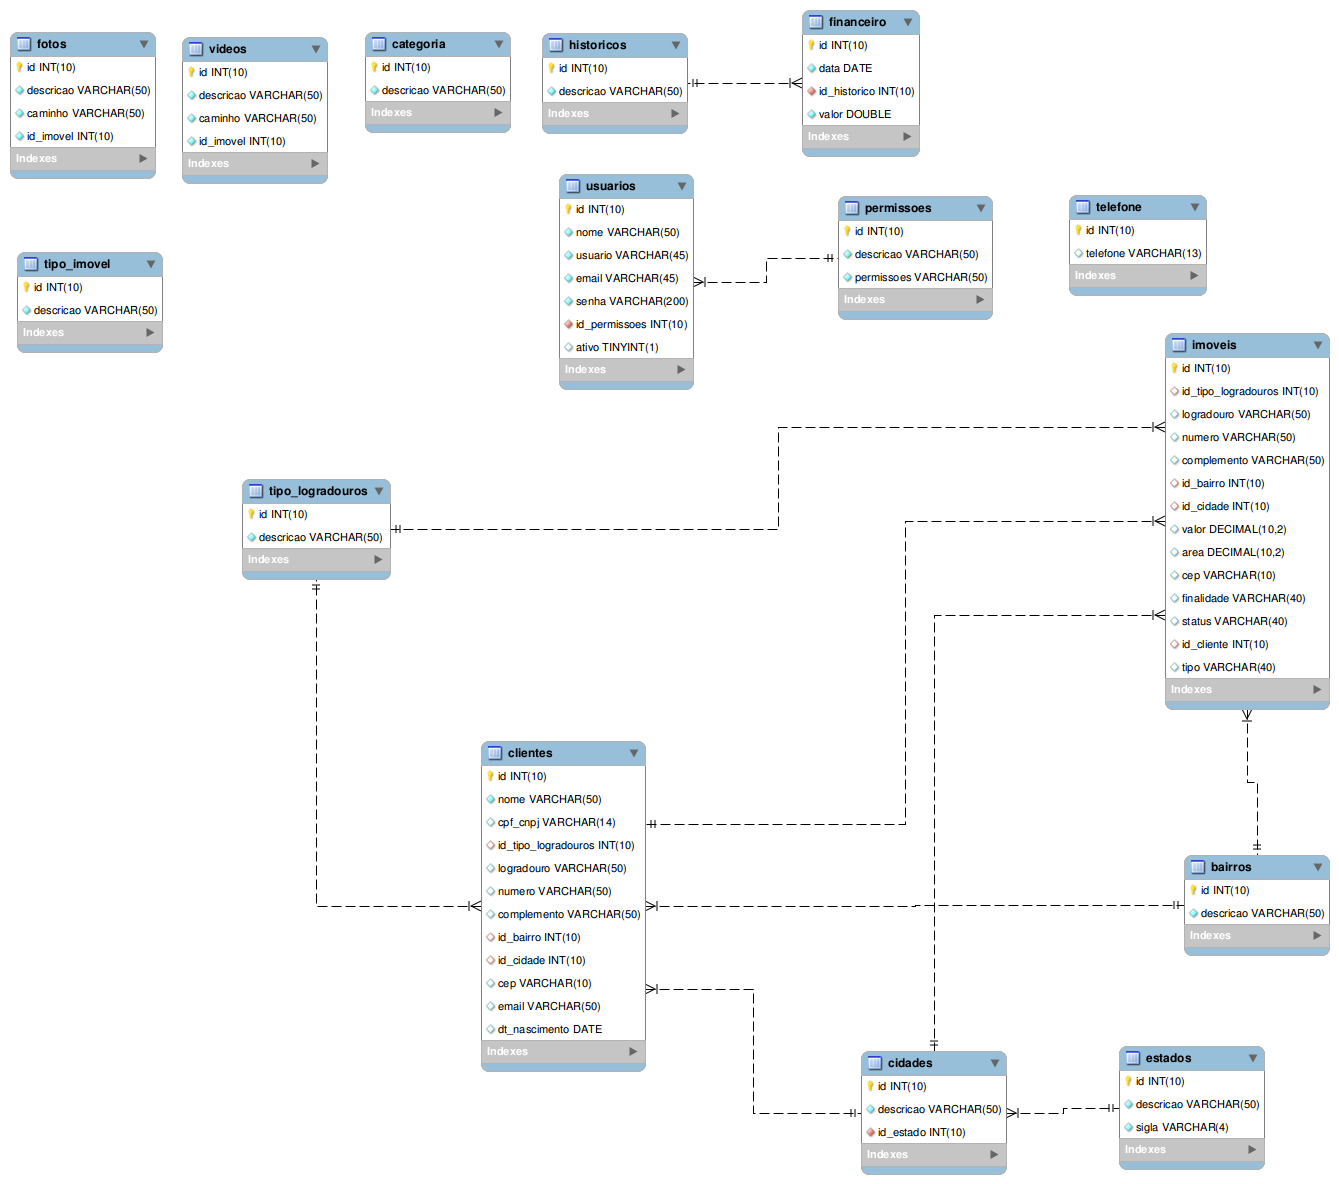 fotos
id INT(10)
descricao VARCHAR(50)
caminho VARCHAR(50)
id_imovel INT(10)
Indexes
videos
id INT(10)
descricao VARCHAR(50)
caminho VARCHAR(50)
id_imovel INT(10)
Indexes
categoria
id INT(10)
descricao VARCHAR(50)
Indexes
historicos
id INT(10)
descricao VARCHAR(50)
Indexes
financeiro
id INT(10)
data DATE
id_historico INT(10)
valor DOUBLE
Indexes
usuarios
id INT(10)
nome VARCHAR(50)
usuario VARCHAR(45)
email VARCHAR(45)
senha VARCHAR(200)
id_permissoes INT(10)
ativo TINYINT(1)
Indexes
permissoes
id INT(10)
descricao VARCHAR(50)
permissoes VARCHAR(50)
Indexes
telefone
id INT(10)
telefone VARCHAR(13)
Indexes
tipo_imovel
id INT(10)
descricao VARCHAR(50)
Indexes
imoveis
id INT(10)
id_tipo_logradouros INT(10)
logradouro VARCHAR(50)
numero VARCHAR(50)
complemento VARCHAR(50)
id_bairro INT(10)
id_cidade INT(10)
valor DECIMAL(10,2)
area DECIMAL(10,2)
cep VARCHAR(10)
finalidade VARCHAR(40)
status VARCHAR(40)
id_cliente INT(10)
tipo VARCHAR(40)
Indexes
tipo_logradouros
id INT(10)
descricao VARCHAR(50)
Indexes
clientes
id INT(10)
nome VARCHAR(50)
cpf_cnpj VARCHAR(14)
id_tipo_logradouros INT(10)
logradouro VARCHAR(50)
numero VARCHAR(50)
complemento VARCHAR(50)
id_bairro INT(10)
id_cidade INT(10)
cep VARCHAR(10)
email VARCHAR(50)
dt_nascimento DATE
Indexes
bairros
id INT(10)
descricao VARCHAR(50)
Indexes
cidades
id INT(10)
descricao VARCHAR(50)
id_estado INT(10)
Indexes
estados
id INT(10)
descricao VARCHAR(50)
sigla VARCHAR(4)
Indexes